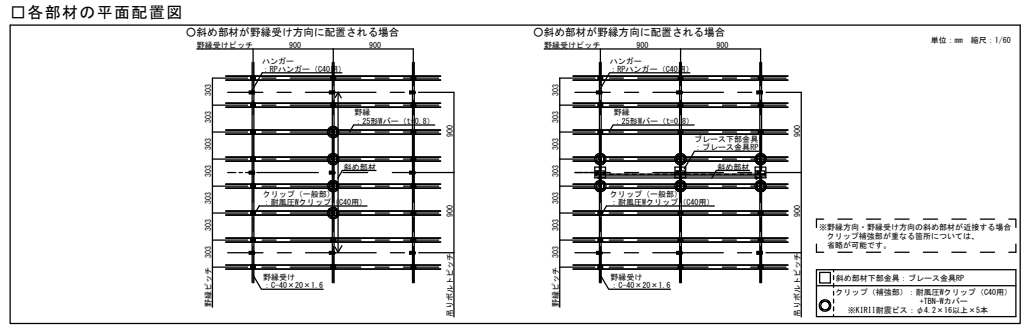 □各部材の平面配置図
単位：mm 縮尺：1/60
○斜め部材が野縁受け方向に配置される場合
野縁受けピッチ
900
900
ハンガー
：RPハンガー（C40用）
303
303
303
303
303
303
303
野縁
：25形Wバー（t=0.8）
斜め部材
クリップ（一般部）
：耐風圧Wクリップ（C40用）
野縁受け
：C-40×20×1.6
野縁ピッチ
900
900
吊りボルトピッチ
○斜め部材が野縁方向に配置される場合
野縁受けピッチ
900
900
ハンガー
：RPハンガー（C40用）
303
303
303
303
303
303
303
野縁
：25形Wバー（t=0.8）
ブレース下部金具
：ブレース金具RP
斜め部材
クリップ（一般部）
：耐風圧Wクリップ（C40用）
野縁受け
：C-40×20×1.6
野縁ピッチ
900
900
吊りボルトピッチ
※野縁方向・野縁受け方向の斜め部材が近接する場合
クリップ補強部が重なる箇所については、
省略が可能です。
斜め部材下部金具：ブレース金具RP
クリップ（補強部）：耐風圧Wクリップ（C40用）
+TBN-Wカバー
※KIRII耐震ビス：φ4.2×16以上×5本